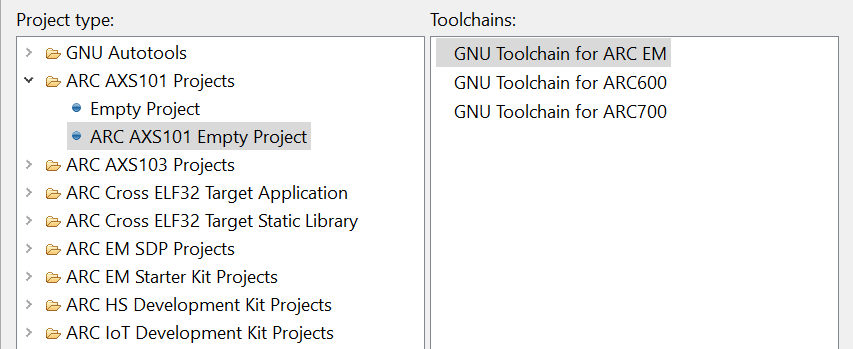 Project type:
GNU Autotools
ARC AXS101 Projects
Empty Project
ARC AXS101 Empty Project
ARC AXS103 Projects
ARC Cross ELF32 Target Application
ARC Cross ELF32 Target Static Library
ARC EM SDP Projects
ARC EM Starter Kit Projects
ARC HS Development Kit Projects
ARC IoT Development Kit Projects
Toolchains:
GNU Toolchain for ARC EM
GNU Toolchain for ARC600
GNU Toolchain for ARC700